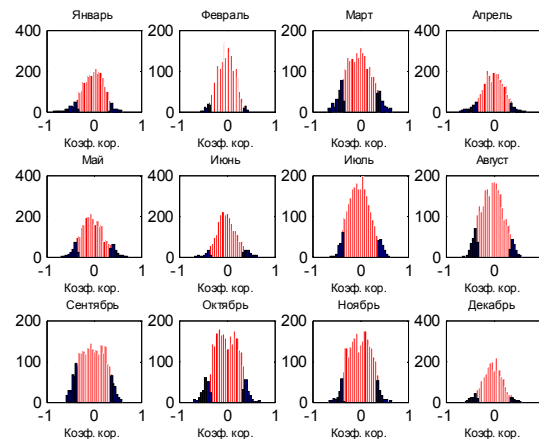 Январь Февраль Март Апрель
400 200 200 400
200 100 100 200
0 0 0 0
-1 0 1 -1 0 1 -1 0 1 -1 0 1
Коэф. кор. Коэф. кор. Коэф. кор. Коэф. кор.
Май Июнь Июль Август
400 400 200 200
200 200 100 100
0 0 0 0
-1 0 1 -1 0 1 -1 0 1 -1 0 1
Коэф. кор. Коэф. кор. Коэф. кор. Коэф. кор.
Сентябрь Октябрь Ноябрь Декабрь
200 200 200 400
100 100 100 200
0 0 0 0
-1 0 1 -1 0 1 -1 0 1 -1 0 1
Коэф. кор. Коэф. кор. Коэф. кор. Коэф. кор.